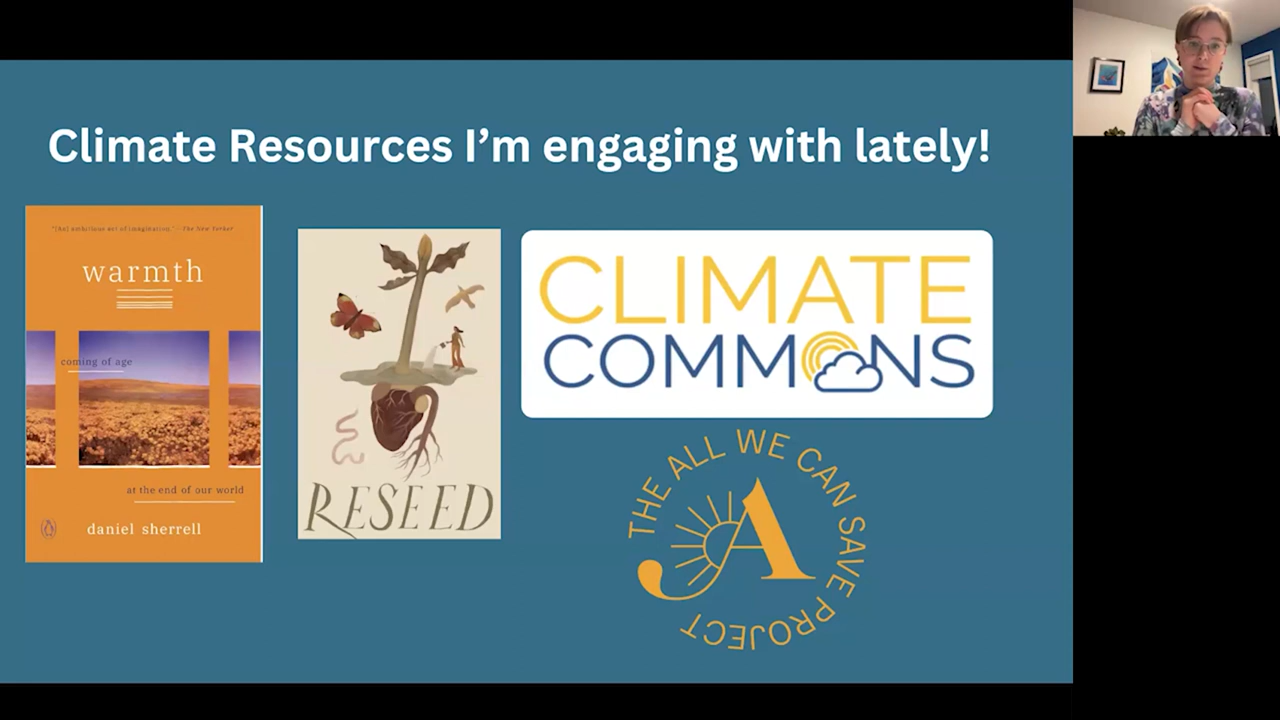 Climate Resources I'm engaging with lately!
"[An] ambitious act of imagination." —The New Yorker
warmth
coming of age
at the end of our world
daniel sherrell
RESEED
CLIMATE
COMMONS
THE ALL WE CAN SAVE PROJECT
A